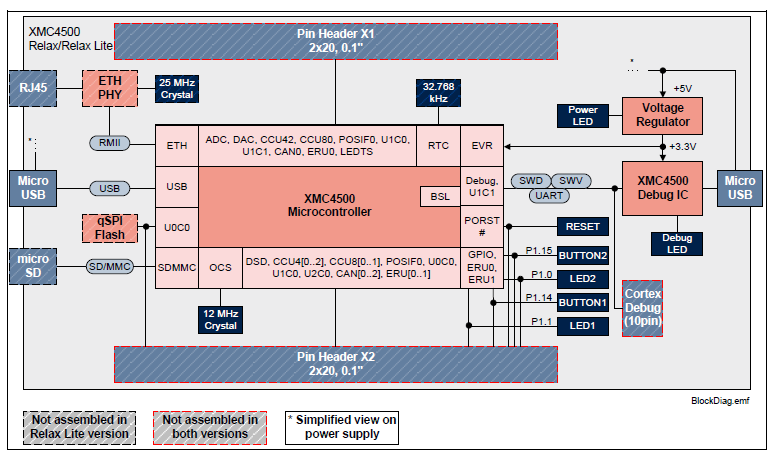 XMC4500
Relax/Relax Lite
Pin Header X1
2x20, 0.1"
*
RJ45
ETH
PHY
25 MHz
Crystal
32.768
kHz
+5V
Power
LED
Voltage
Regulator
RMII
ETH
ADC, DAC, CCU42, CCU80, POSIF0, U1C0,
U1C1, CAN0, ERU0, LEDTS
RTC
EVR
+3.3V
*
Micro
USB
USB
USB
XMC4500
Microcontroller
BSL
Debug,
U1C1
SWD
SWV
UART
XMC4500
Debug IC
Micro
USB
qSPI
Flash
U0C0
PORST
#
RESET
Debug
LED
micro
SD
SD/MMC
SDMMC
OCS
DSD, CCU4[0..2], CCU8[0..1], POSIF0, U0C0,
U1C0, U2C0, CAN[0..2], ERU[0..1]
GPIO,
ERU0,
ERU1
P1.15
BUTTON2
P1.0
LED2
P1.14
BUTTON1
P1.1
LED1
Cortex
Debug
(10pin)
12 MHz
Crystal
Pin Header X2
2x20, 0.1"
BlockDiag.emf
Not assembled in
Relax Lite version
Not assembled in
both versions
* Simplified view on
power supply